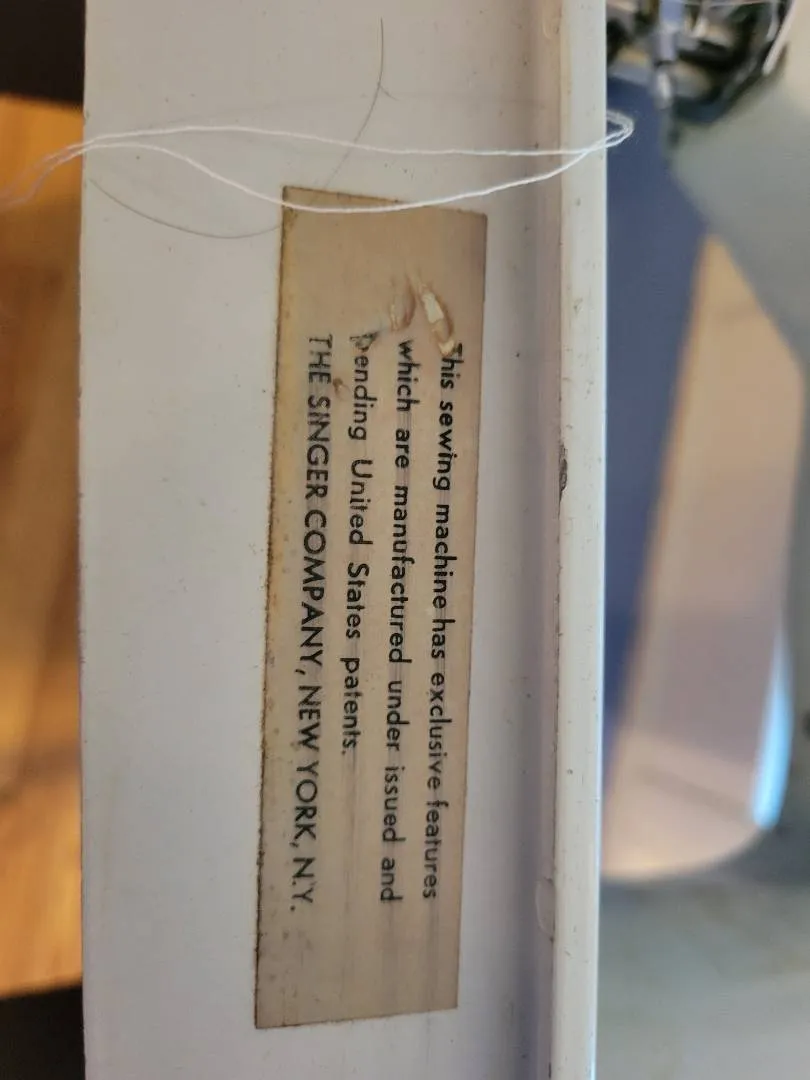 This sewing machine has exclusive features
which are manufactured under issued and
pending United States patents.
THE SINGER COMPANY, NEW YORK, N.Y.